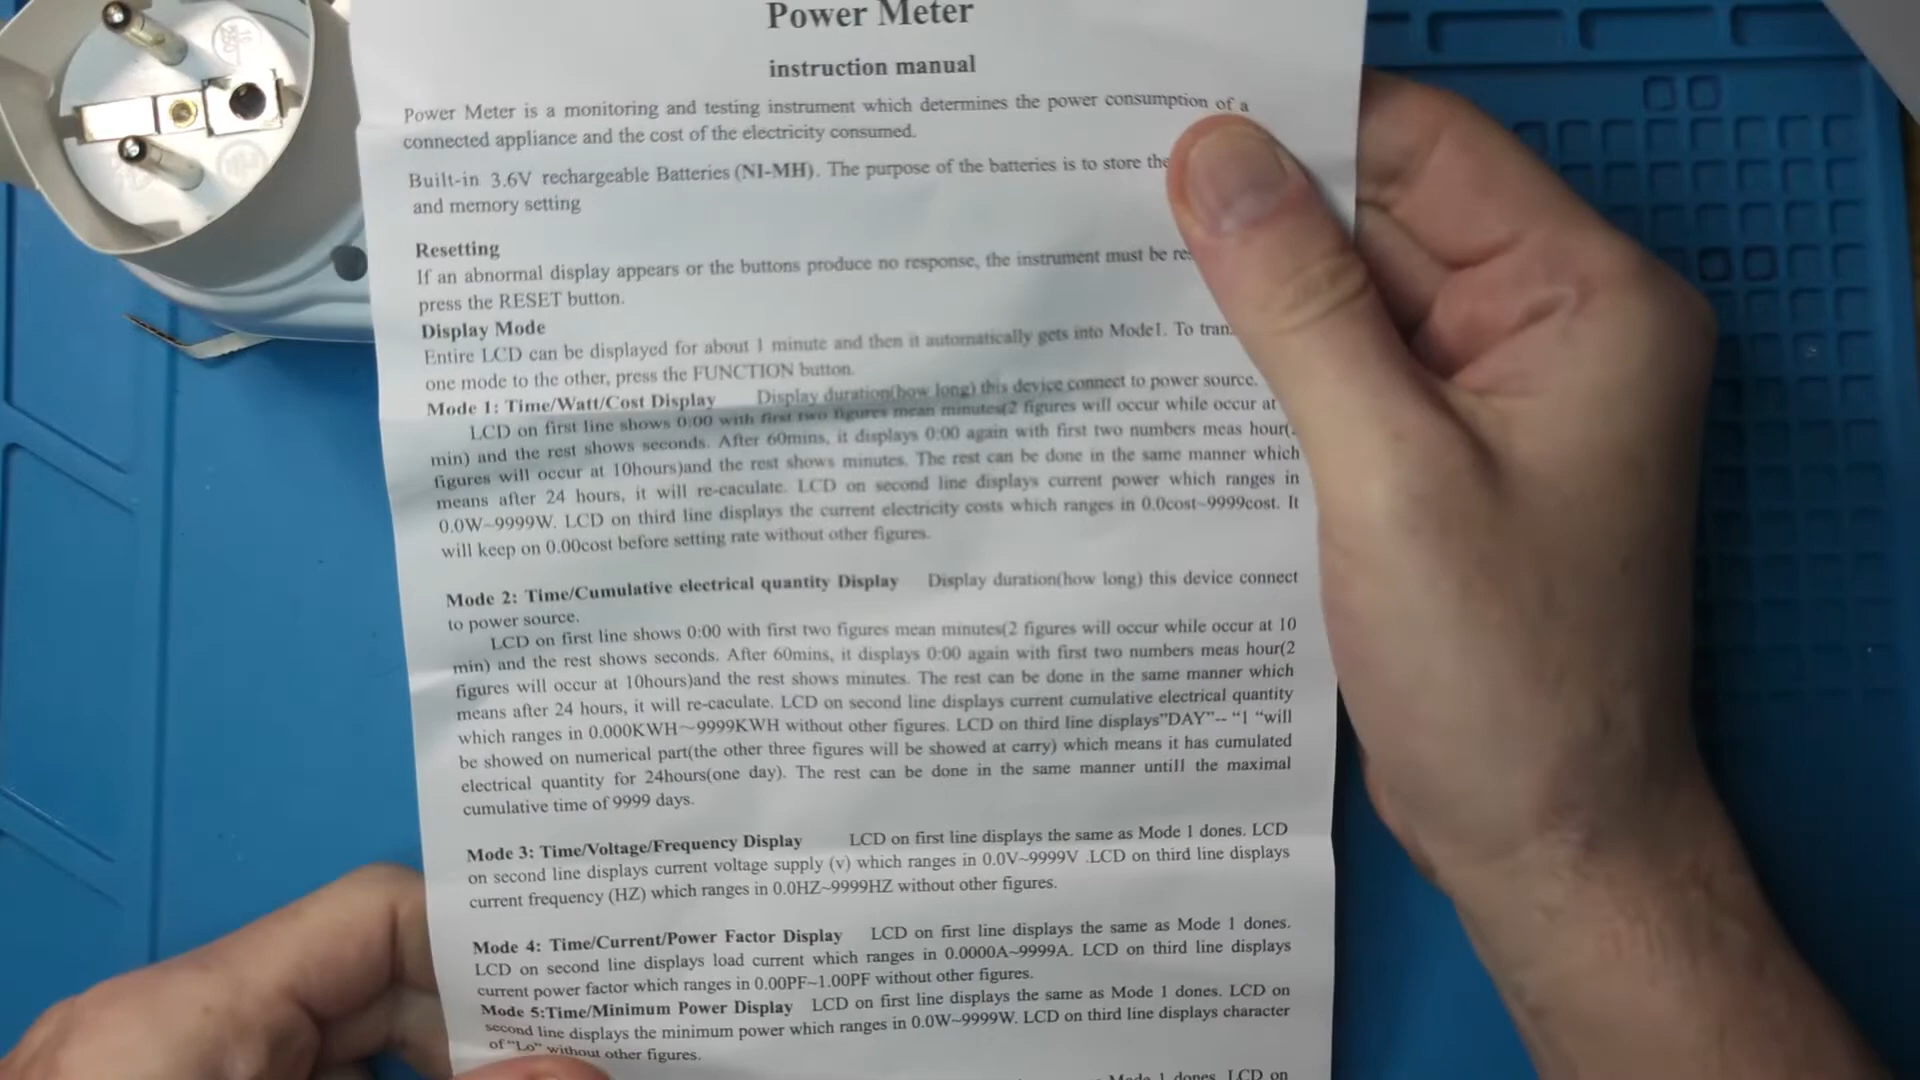 Power Meter
instruction manual
Power Meter is a monitoring and testing instrument which determines the power consumption of a
connected appliance and the cost of the electricity consumed.
Built-in 3.6V rechargeable Batteries (NI-MH). The purpose of the batteries is to store the
and memory setting
Resetting
If an abnormal display appears or the buttons produce no response, the instrument must be
press the RESET button.
Display Mode
Entire LCD can be displayed for about 1 minute and then it automatically gets into Mode1. To
one mode to the other, press the FUNCTION button.
Mode 1: Time/Watt/Cost Display Display duration(how long) this device connect to power source.
LCD on first line shows 0:00 with first two figures mean minutes(2 figures will occur while occur at
min) and the rest shows seconds. After 60mins, it displays 0:00 again with first two numbers meas hour(
figures will occur at 10hours)and the rest shows minutes. The rest can be done in the same manner which
means after 24 hours, it will re-caculate. LCD on second line displays current power which ranges in
0.0W~9999W. LCD on third line displays the current electricity costs which ranges in 0.0cost~9999cost. It
will keep on 0.00cost before setting rate without other figures.
Mode 2: Time/Cumulative electrical quantity Display Display duration(how long) this device connect
to power source.
LCD on first line shows 0:00 with first two figures mean minutes(2 figures will occur while occur at 10
min) and the rest shows seconds. After 60mins, it displays 0:00 again with first two numbers meas hour(2
figures will occur at 10hours)and the rest shows minutes. The rest can be done in the same manner which
means after 24 hours, it will re-caculate. LCD on second line displays current cumulative electrical quantity
which ranges in 0.000KWH～9999KWH without other figures. LCD on third line displays"DAY"-- "1 "will
be showed on numerical part(the other three figures will be showed at carry) which means it has cumulated
electrical quantity for 24hours(one day). The rest can be done in the same manner untill the maximal
cumulative time of 9999 days.
Mode 3: Time/Voltage/Frequency Display LCD on first line displays the same as Mode 1 dones. LCD
on second line displays current voltage supply (v) which ranges in 0.0V~9999V .LCD on third line displays
current frequency (HZ) which ranges in 0.0HZ~9999HZ without other figures.
Mode 4: Time/Current/Power Factor Display LCD on first line displays the same as Mode 1 dones.
LCD on second line displays load current which ranges in 0.0000A~9999A. LCD on third line displays
current power factor which ranges in 0.00PF~1.00PF without other figures.
Mode 5:Time/Minimum Power Display LCD on first line displays the same as Mode 1 dones. LCD on
second line displays the minimum power which ranges in 0.0W~9999W. LCD on third line displays character
of "Lo" without other figures.
Mode 1 dones. LCD on